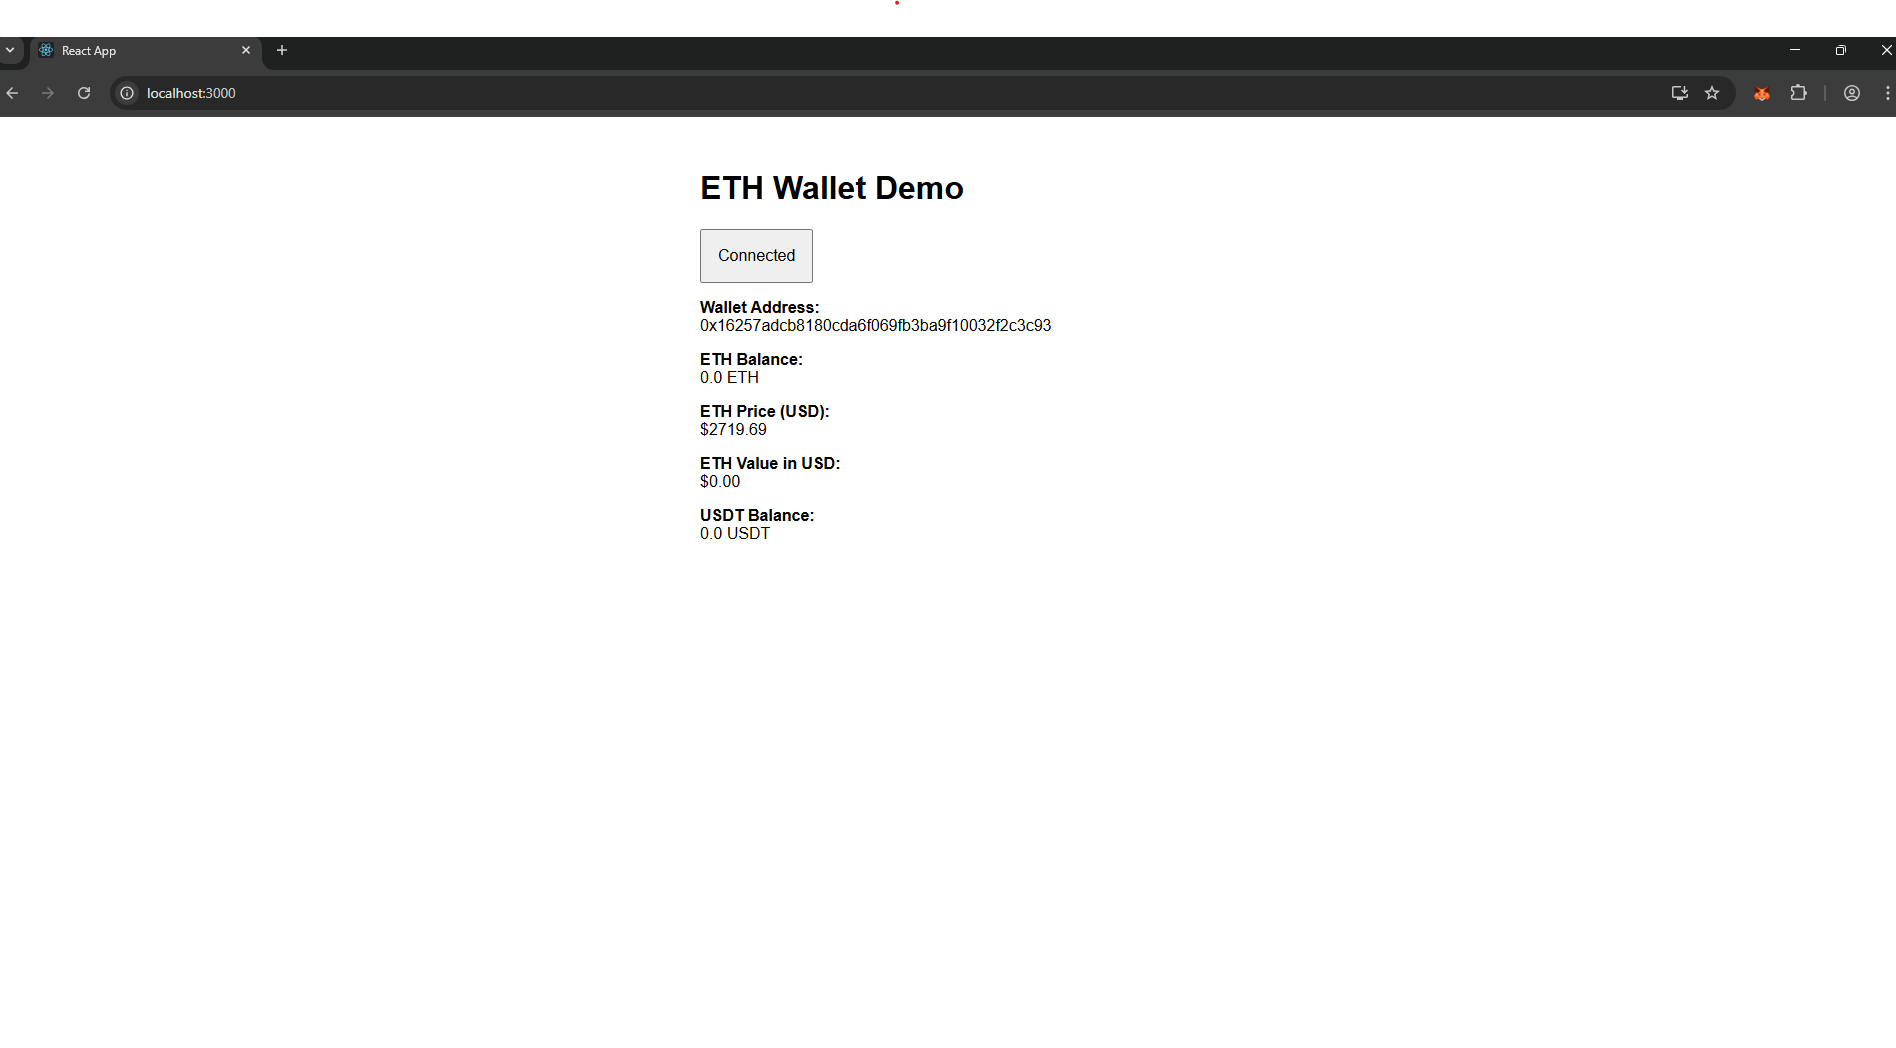 React App
localhost:3000
ETH Wallet Demo
Connected
Wallet Address:
0x16257adcb8180cda6f069fb3ba9f10032f2c3c93
ETH Balance:
0.0 ETH
ETH Price (USD):
$2719.69
ETH Value in USD:
$0.00
USDT Balance:
0.0 USDT